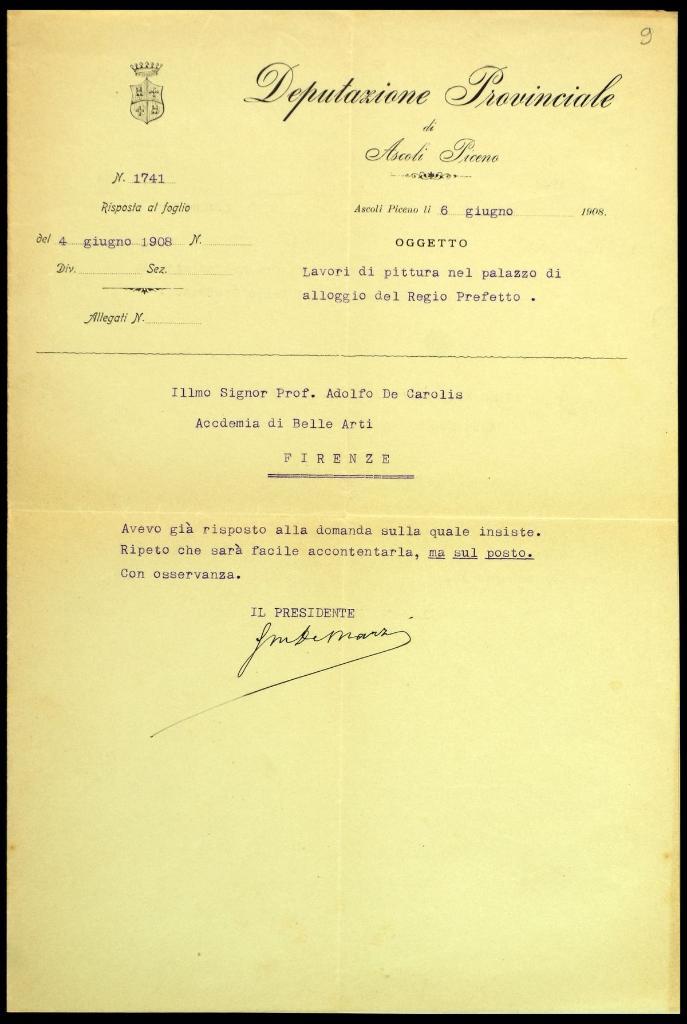 9
Deputazione Provinciale
di
Ascoli Piceno
N. 1741
Risposta al foglio
del 4 giugno 1908 N.
Div. Sez.
Allegati N.
Ascoli Piceno li 6 giugno 1908.
OGGETTO
Lavori di pittura nel palazzo di
alloggio del Regio Prefetto .
Illmo Signor Prof. Adolfo De Carolis
Accdemia di Belle Arti
FIRENZE
Avevo già risposto alla domanda sulla quale insiste.
Ripeto che sarà facile accontentarla, ma sul posto.
Con osservanza.
IL PRESIDENTE